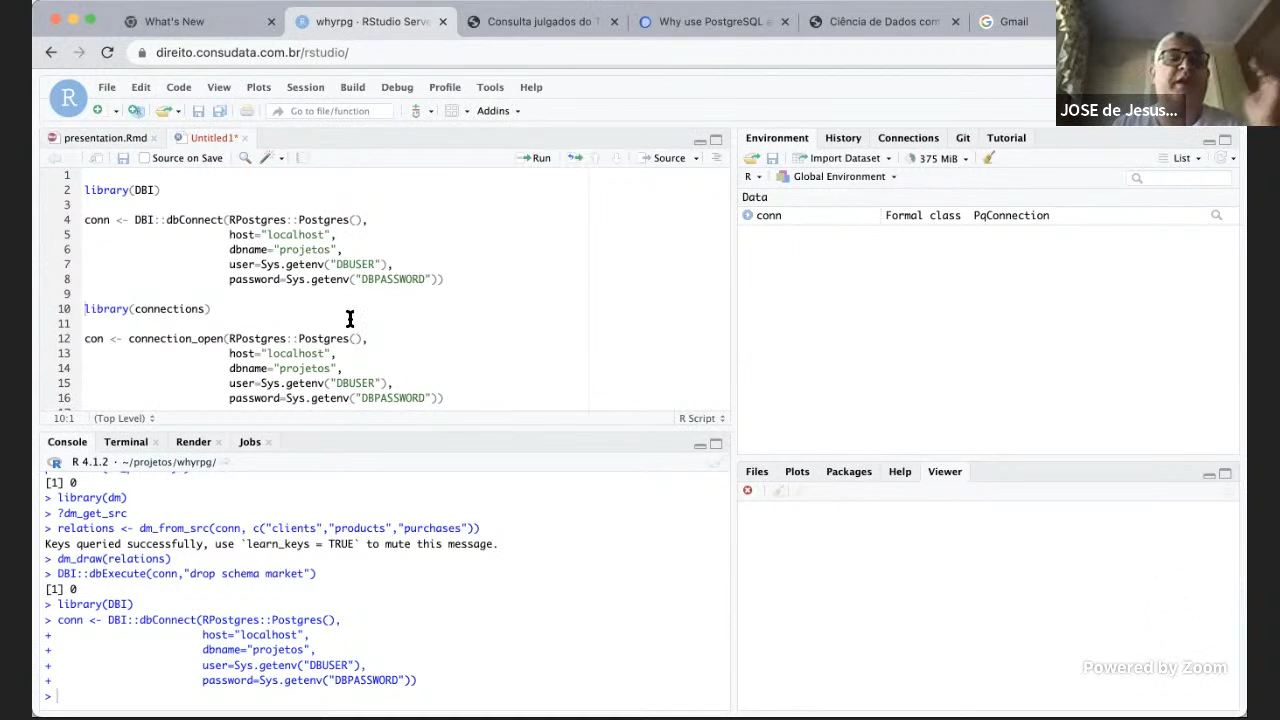 What's New
whyrpg - RStudio Serve
Consulta julgados do T
Why use PostgreSQL
Ciência de Dados com
Gmail
direito.consudata.com.br/rstudio/
File Edit Code View Plots Session Build Debug Profile Tools Help
Go to file/function
Addins
presentation.Rmd
Untitled1*
Source on Save
Run
Source
1
2 library(DBI)
3
4 conn <- DBI::dbConnect(RPostgres::Postgres(),
5 host="localhost",
6 dbname="projetos",
7 user=Sys.getenv("DBUSER"),
8 password=Sys.getenv("DBPASSWORD"))
9
10 library(connections)
11
12 con <- connection_open(RPostgres::Postgres(),
13 host="localhost",
14 dbname="projetos",
15 user=Sys.getenv("DBUSER"),
16 password=Sys.getenv("DBPASSWORD"))
10:1 (Top Level) R Script
Console Terminal Render Jobs
R 4.1.2 · ~/projetos/whyrpg/
[1] 0
> library(dm)
> ?dm_get_src
> relations <- dm_from_src(conn, c("clients","products","purchases"))
Keys queried successfully, use `learn_keys = TRUE` to mute this message.
> dm_draw(relations)
> DBI::dbExecute(conn,"drop schema market")
[1] 0
> library(DBI)
> conn <- DBI::dbConnect(RPostgres::Postgres(),
+ host="localhost",
+ dbname="projetos",
+ user=Sys.getenv("DBUSER"),
+ password=Sys.getenv("DBPASSWORD"))
>
Environment History Connections Git Tutorial
Import Dataset 375 MiB List
R Global Environment
Data
conn Formal class PqConnection
Files Plots Packages Help Viewer
JOSE de Jesus...
Powered by Zoom